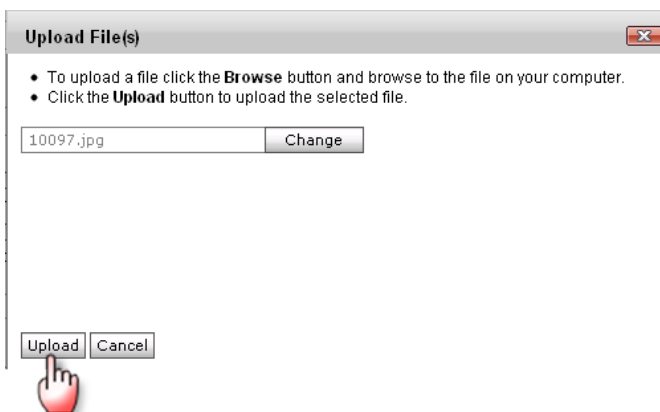 Upload File(s)
• To upload a file click the Browse button and browse to the file on your computer.
• Click the Upload button to upload the selected file.
10097.jpg Change
Upload Cancel